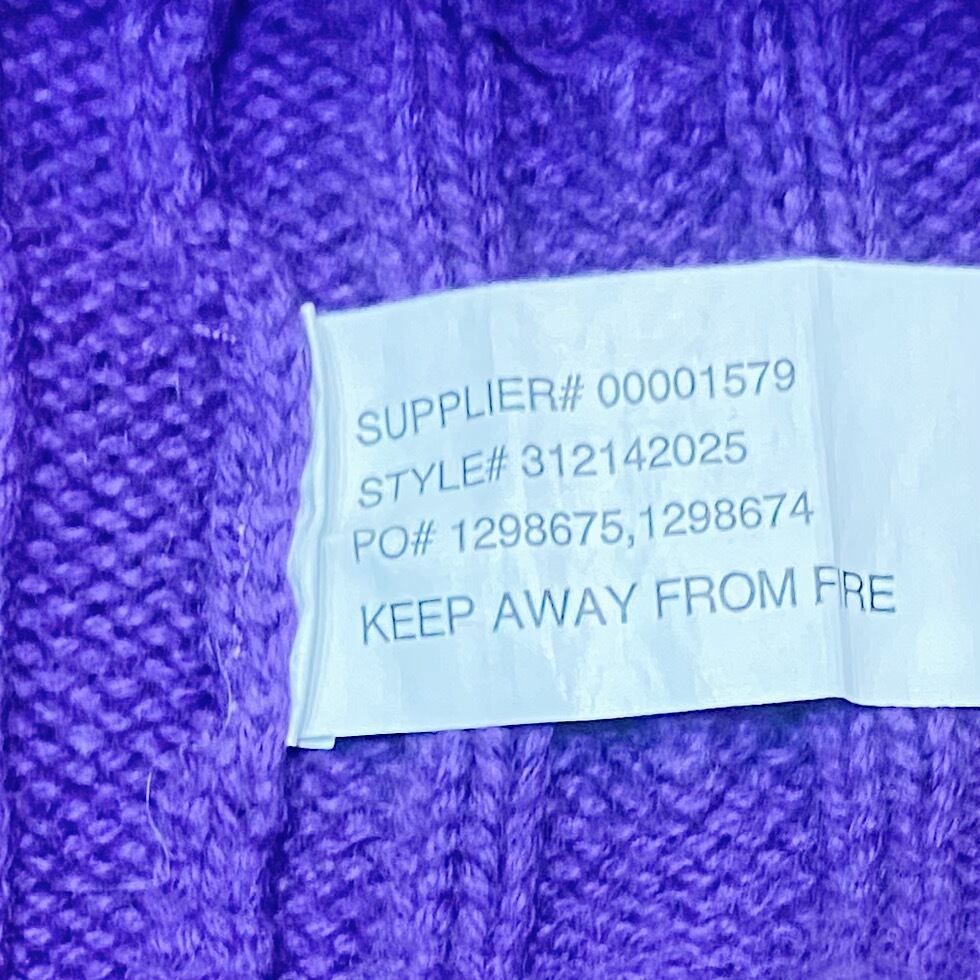 SUPPLIER# 00001579
STYLE# 312142025
PO# 1298675,1298674
KEEP AWAY FROM FIRE